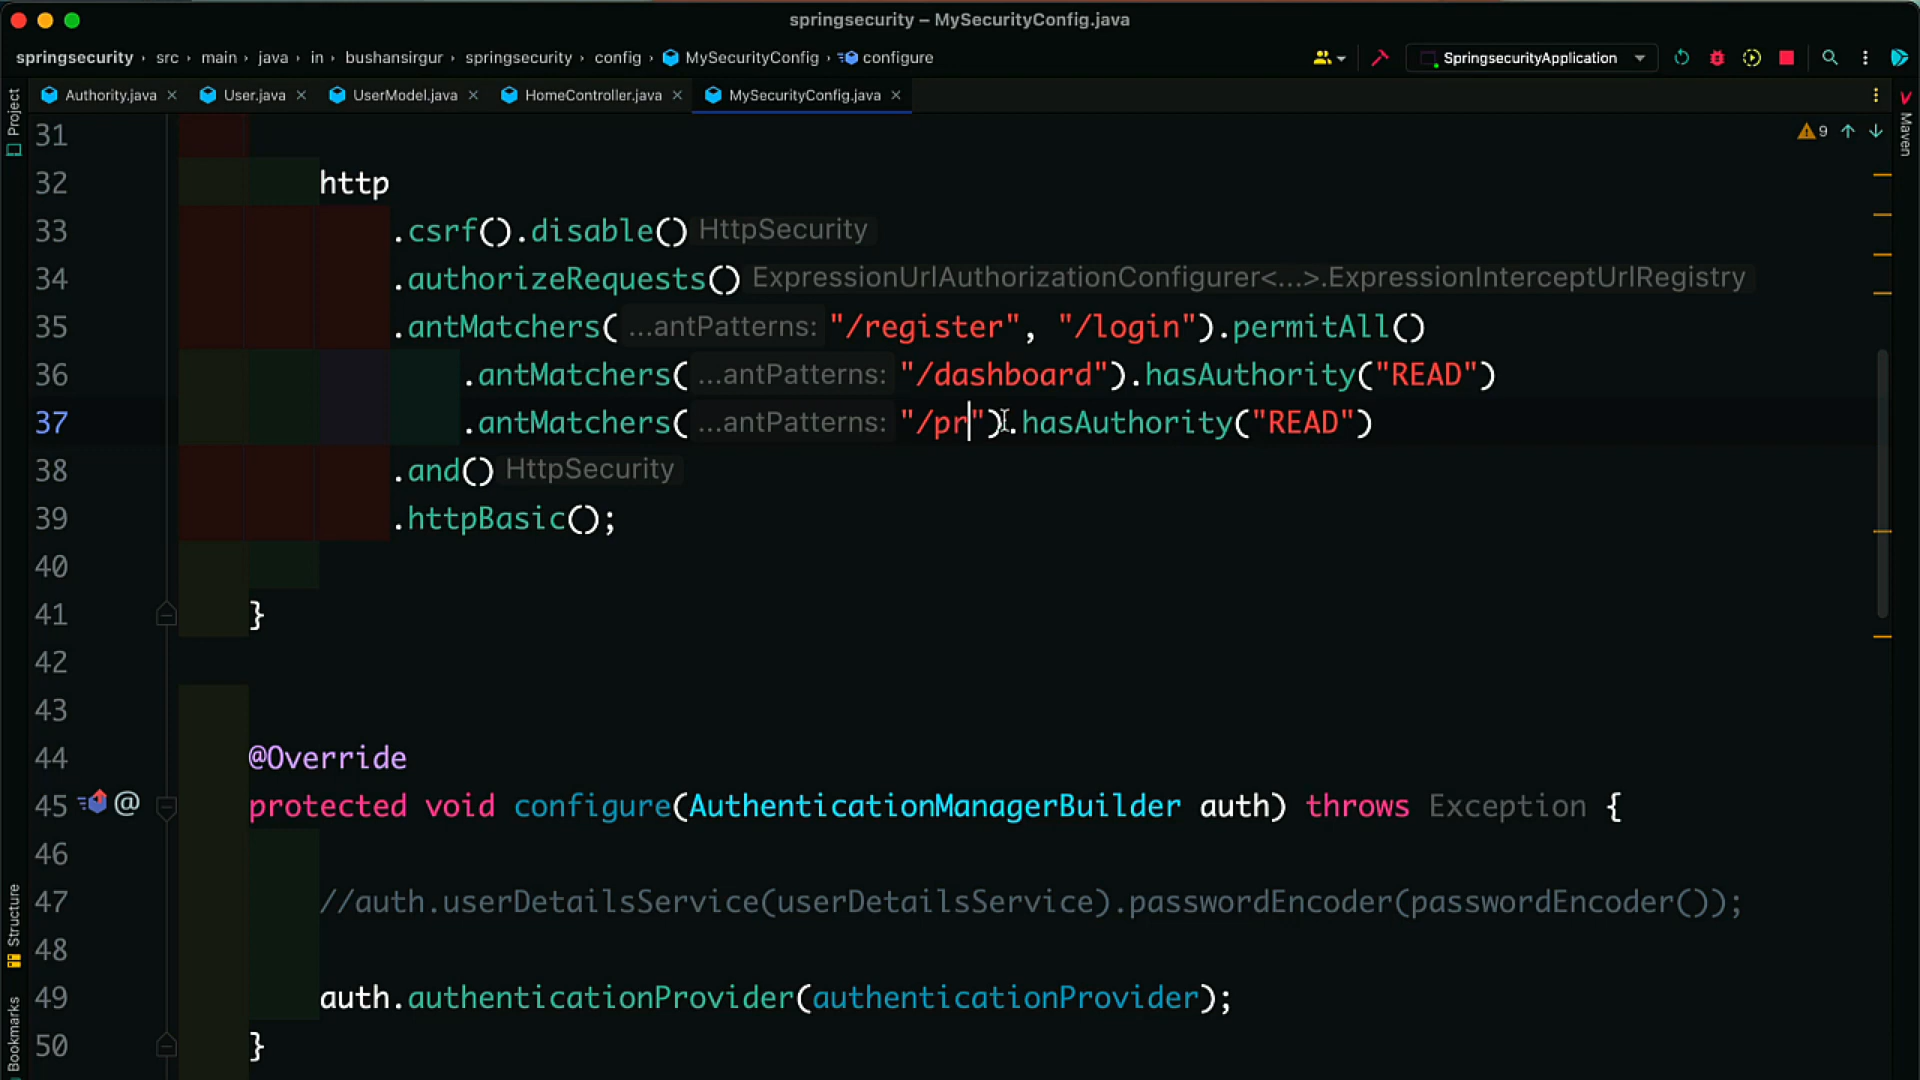 springsecurity – MySecurityConfig.java
springsecurity › src › main › java › in › bushansirgur › springsecurity › config › MySecurityConfig › configure
SpringsecurityApplication
Authority.java
User.java
UserModel.java
HomeController.java
MySecurityConfig.java
Project
Maven
9
31
32 http
33 .csrf().disable() HttpSecurity
34 .authorizeRequests() ExpressionUrlAuthorizationConfigurer<...>.ExpressionInterceptUrlRegistry
35 .antMatchers( ...antPatterns: "/register", "/login").permitAll()
36 .antMatchers( ...antPatterns: "/dashboard").hasAuthority("READ")
37 .antMatchers( ...antPatterns: "/pr").hasAuthority("READ")
38 .and() HttpSecurity
39 .httpBasic();
40
41 }
42
43
44 @Override
45 @ protected void configure(AuthenticationManagerBuilder auth) throws Exception {
46
47 //auth.userDetailsService(userDetailsService).passwordEncoder(passwordEncoder());
48
49 auth.authenticationProvider(authenticationProvider);
50 }
Structure
Bookmarks